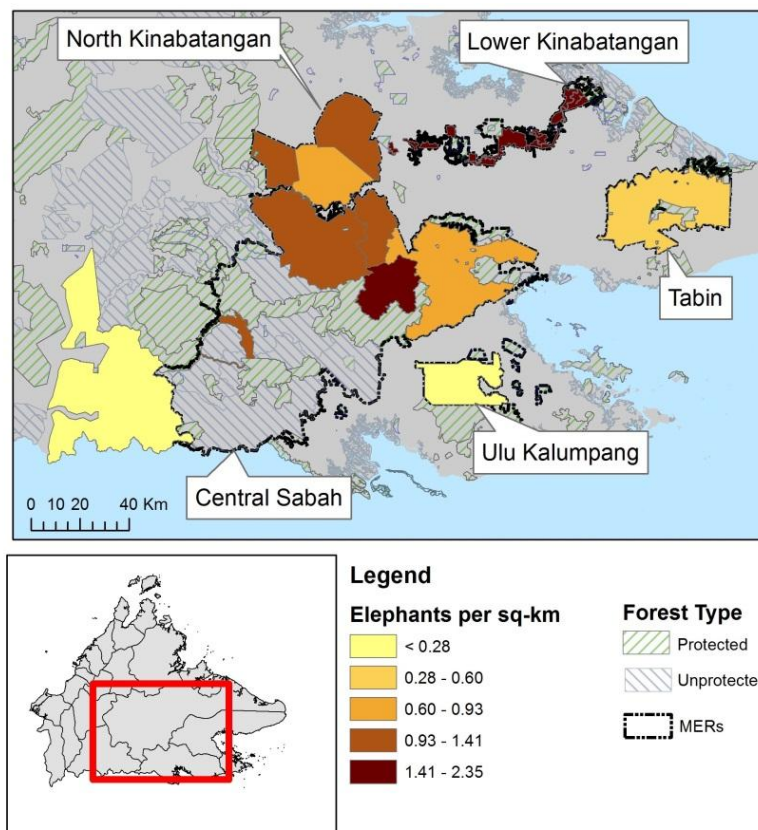 North Kinabatangan
Lower Kinabatangan
Tabin
Ulu Kalumpang
Central Sabah
0 10 20 40 Km
Legend
Elephants per sq-km
< 0.28
0.28 - 0.60
0.60 - 0.93
0.93 - 1.41
1.41 - 2.35
Forest Type
Protected
Unprotecte
MERs